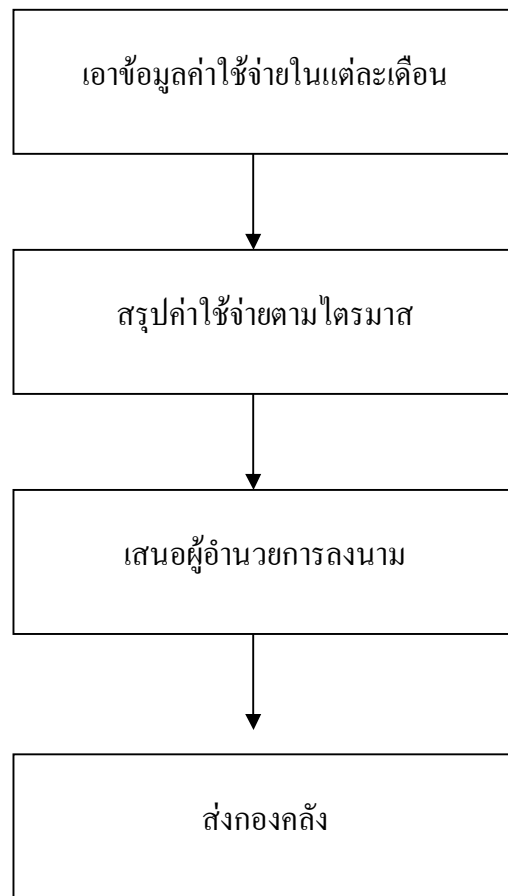 เอาข้อมูลค่าใช้จ่ายในแต่ละเดือน
สรุปค่าใช้จ่ายตามไตรมาส
เสนอผู้อำนวยการลงนาม
ส่งกองคลัง